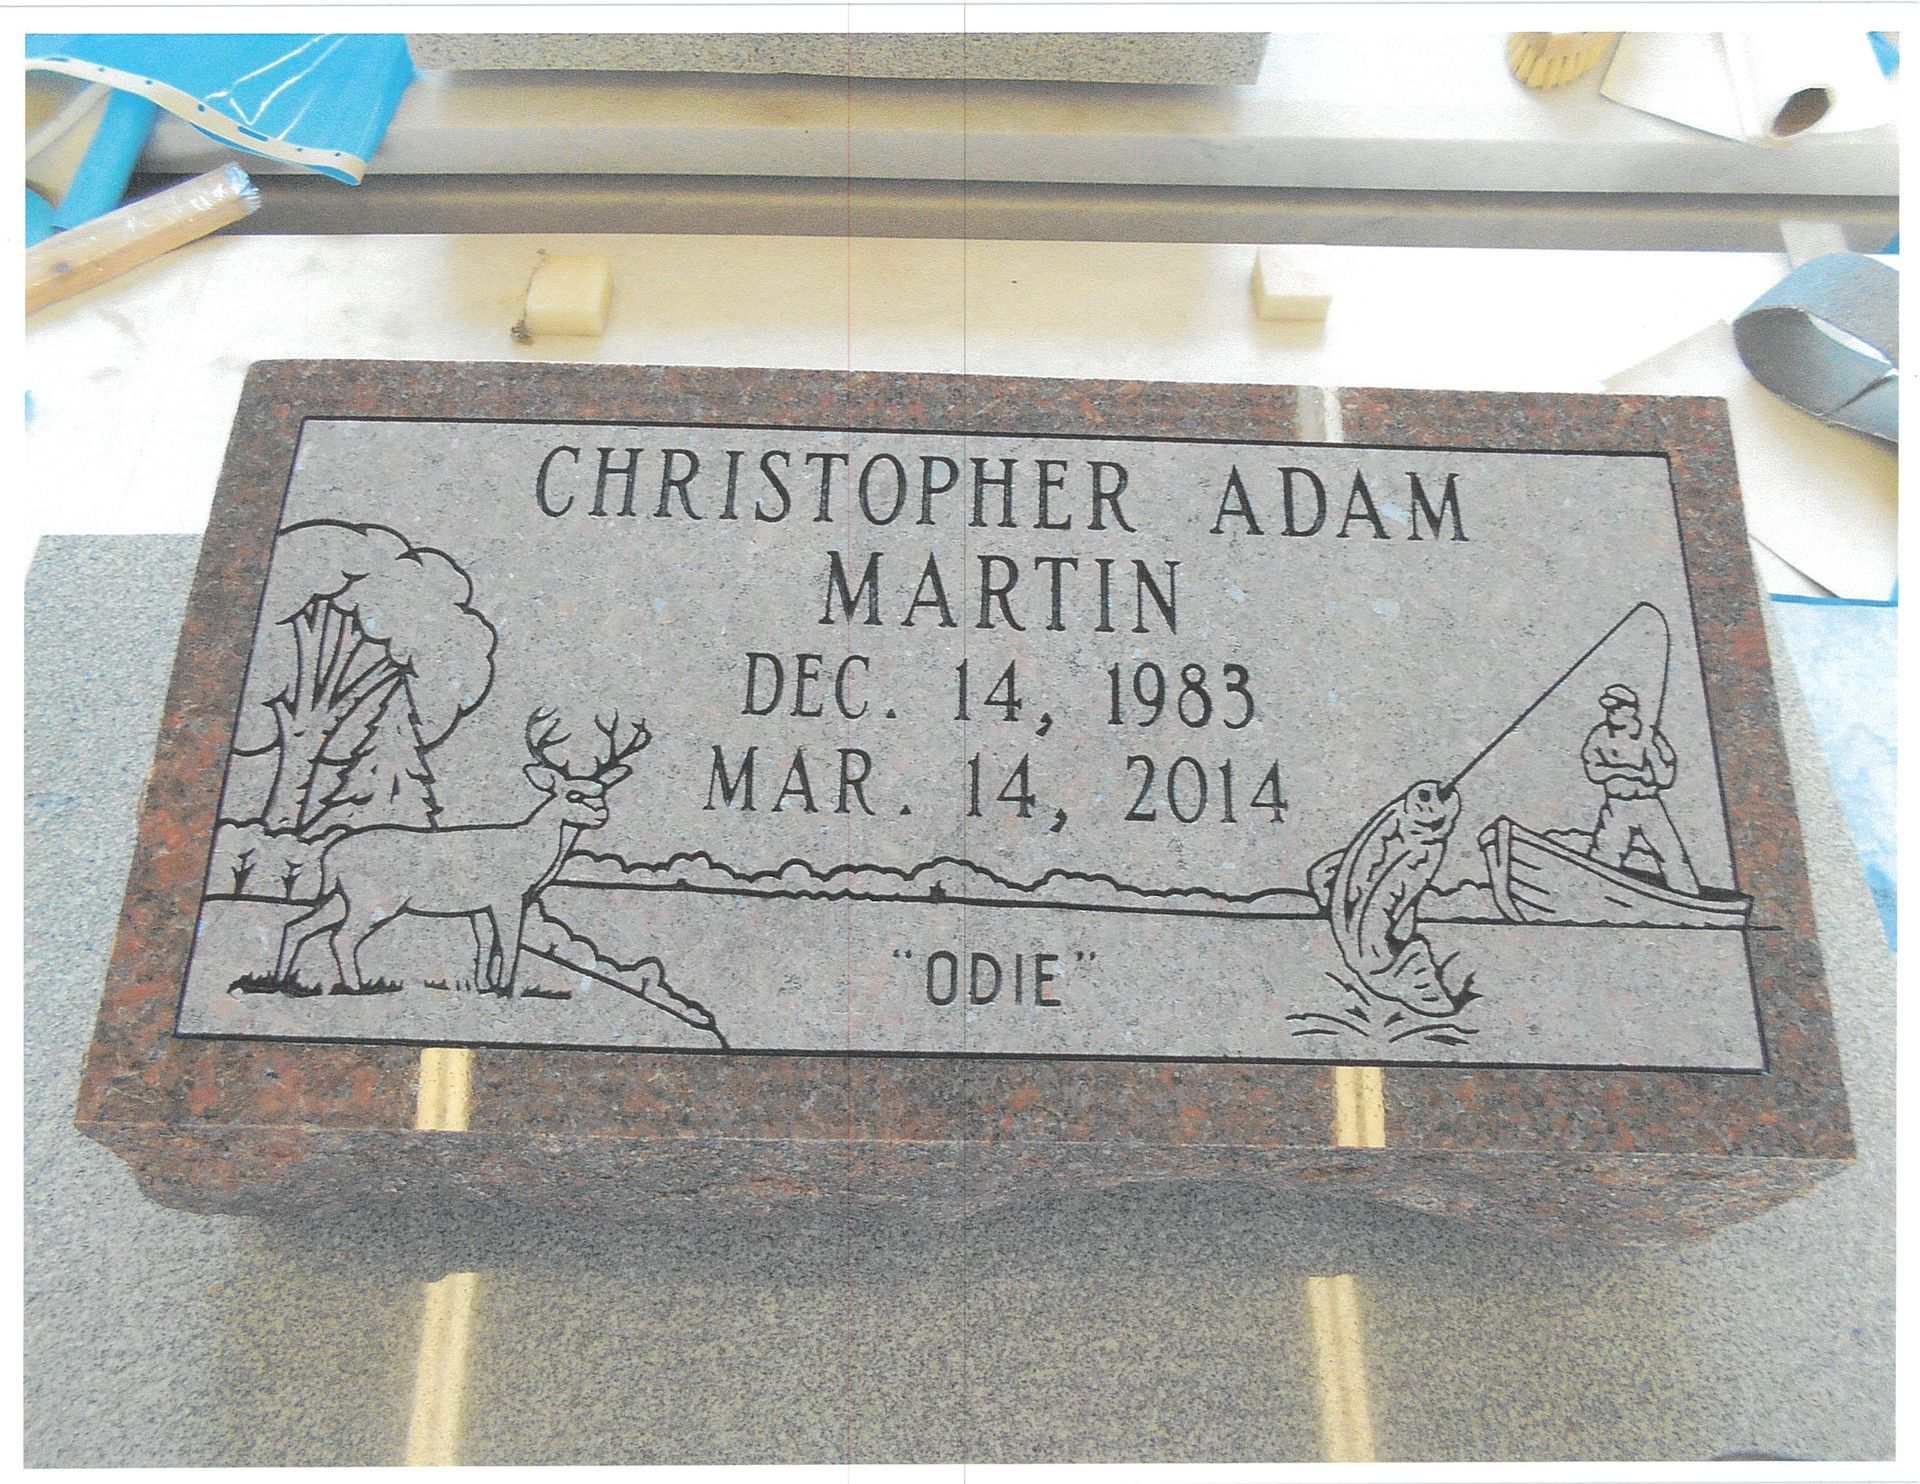 CHRISTOPHER ADAM
MARTIN
DEC. 14, 1983
MAR. 14, 2014
"ODIE"